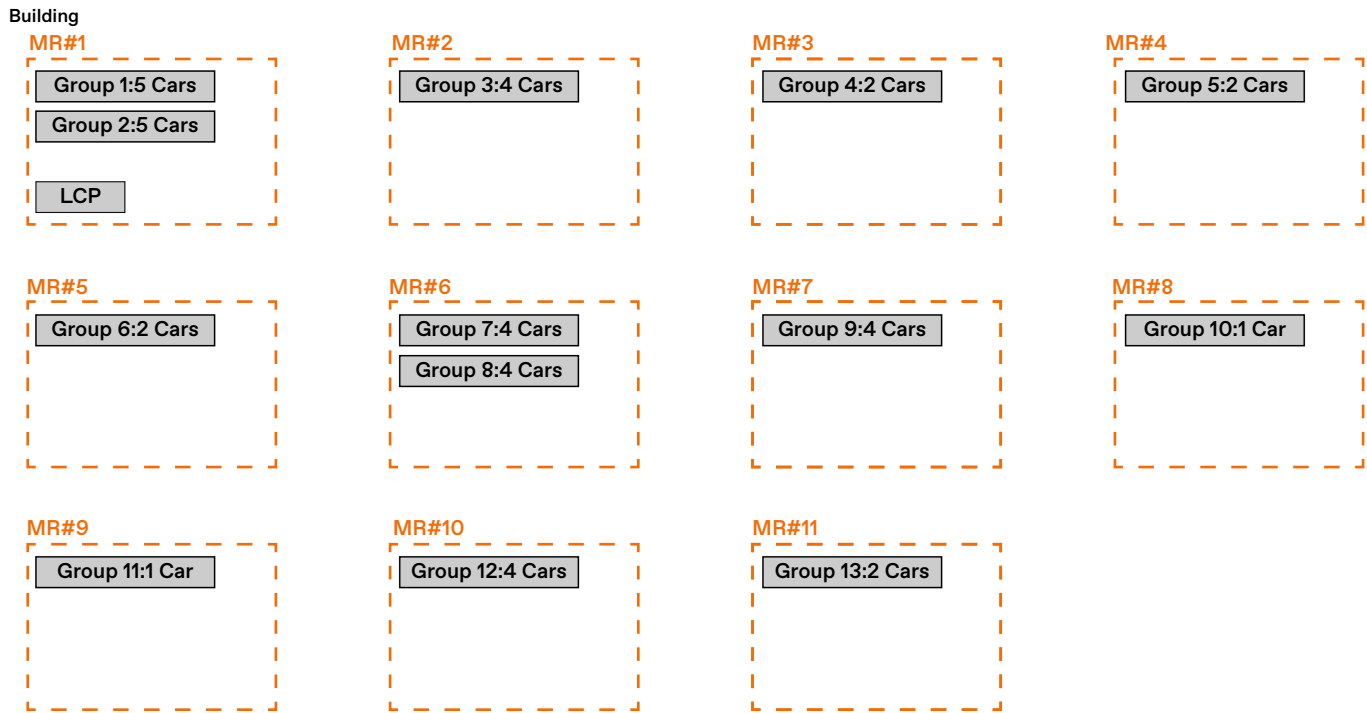 Building
MR#1
Group 1:5 Cars
Group 2:5 Cars
LCP
MR#2
Group 3:4 Cars
MR#3
Group 4:2 Cars
MR#4
Group 5:2 Cars
MR#5
Group 6:2 Cars
MR#6
Group 7:4 Cars
Group 8:4 Cars
MR#7
Group 9:4 Cars
MR#8
Group 10:1 Car
MR#9
Group 11:1 Car
MR#10
Group 12:4 Cars
MR#11
Group 13:2 Cars